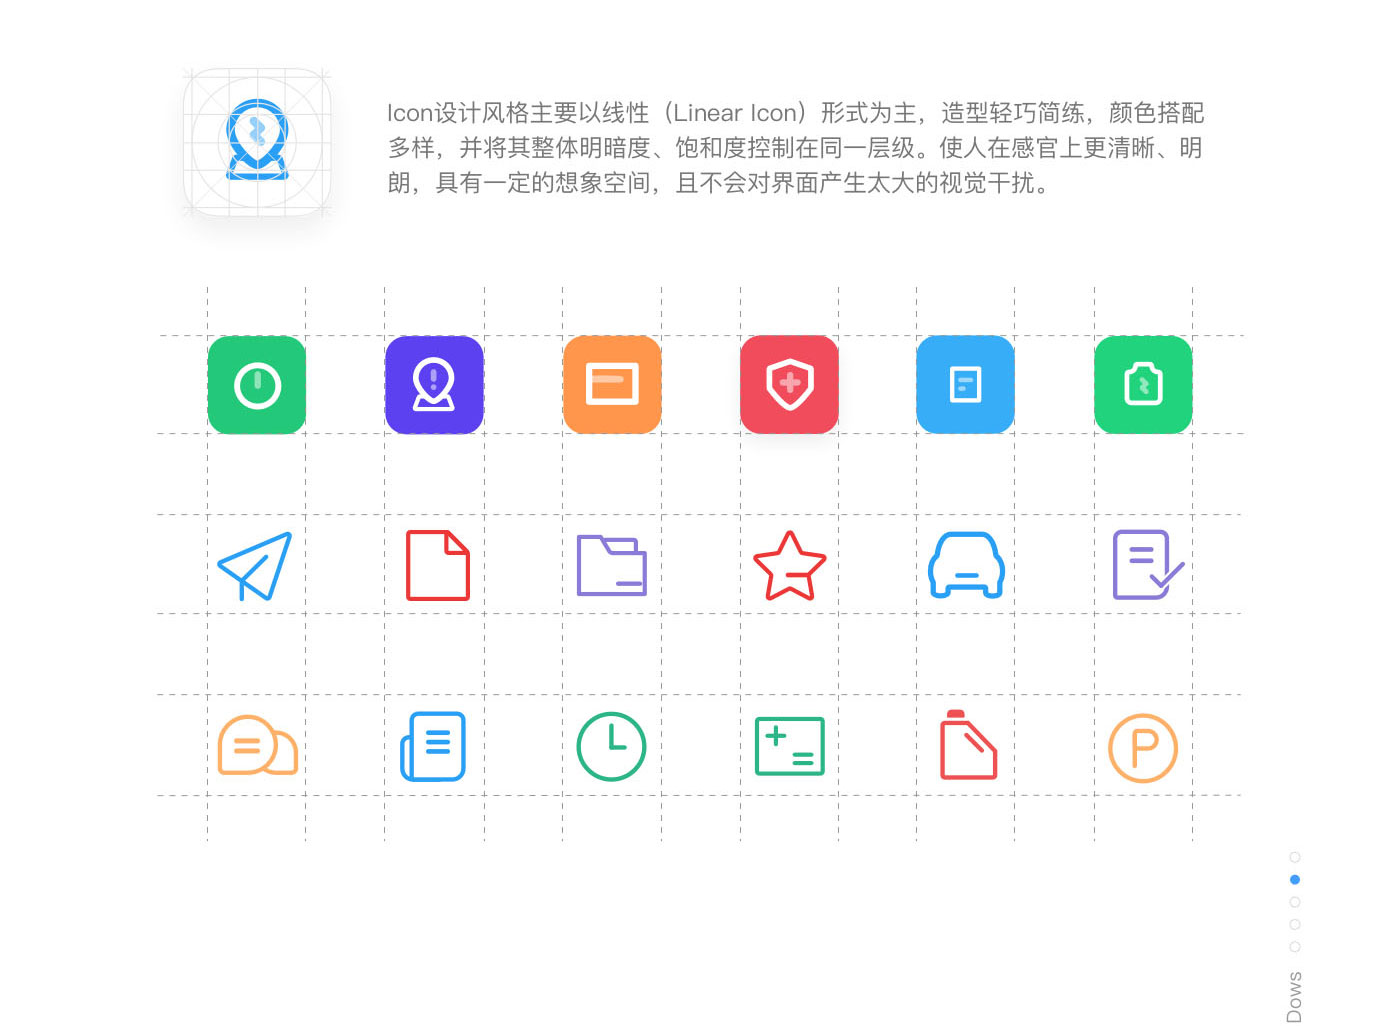 Icon设计风格主要以线性（Linear Icon）形式为主，造型轻巧简练，颜色搭配
多样，并将其整体明暗度、饱和度控制在同一层级。使人在感官上更清晰、明
朗，具有一定的想象空间，且不会对界面产生太大的视觉干扰。
P
Dows